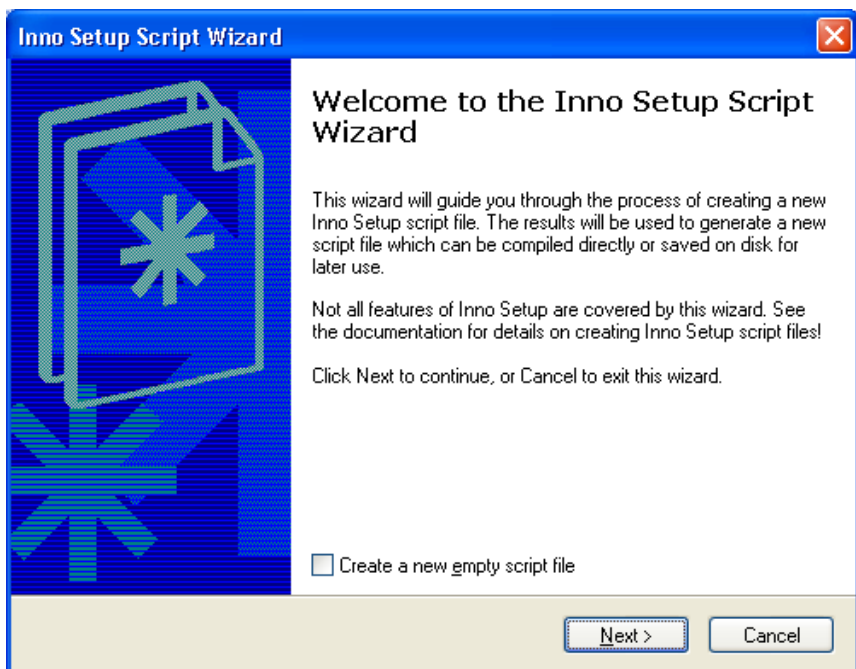 Inno Setup Script Wizard
Welcome to the Inno Setup Script
Wizard
This wizard will guide you through the process of creating a new
Inno Setup script file. The results will be used to generate a new
script file which can be compiled directly or saved on disk for
later use.
Not all features of Inno Setup are covered by this wizard. See
the documentation for details on creating Inno Setup script files!
Click Next to continue, or Cancel to exit this wizard.
Create a new empty script file
Next >
Cancel